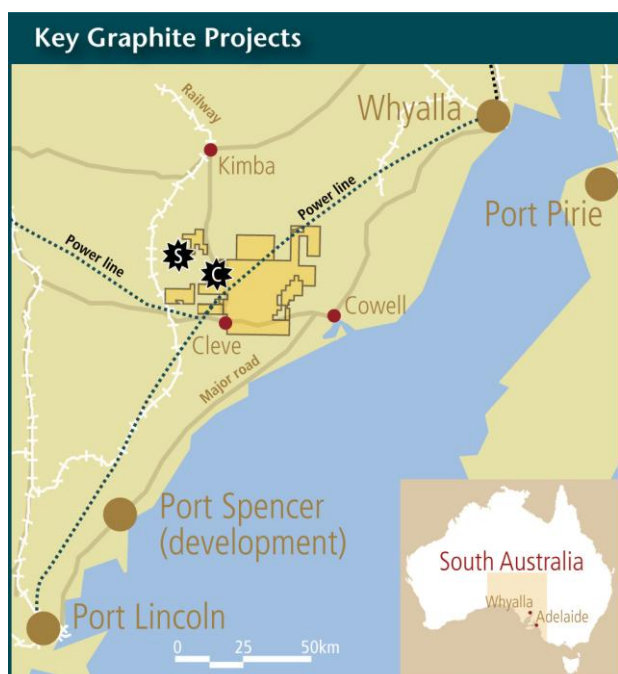 Key Graphite Projects
Railway
Whyalla
Kimba
Power line
Port Pirie
Power line
S
C
Cowell
Cleve
Major road
Port Spencer
(development)
South Australia
Whyalla
Adelaide
Port Lincoln
0 25 50km